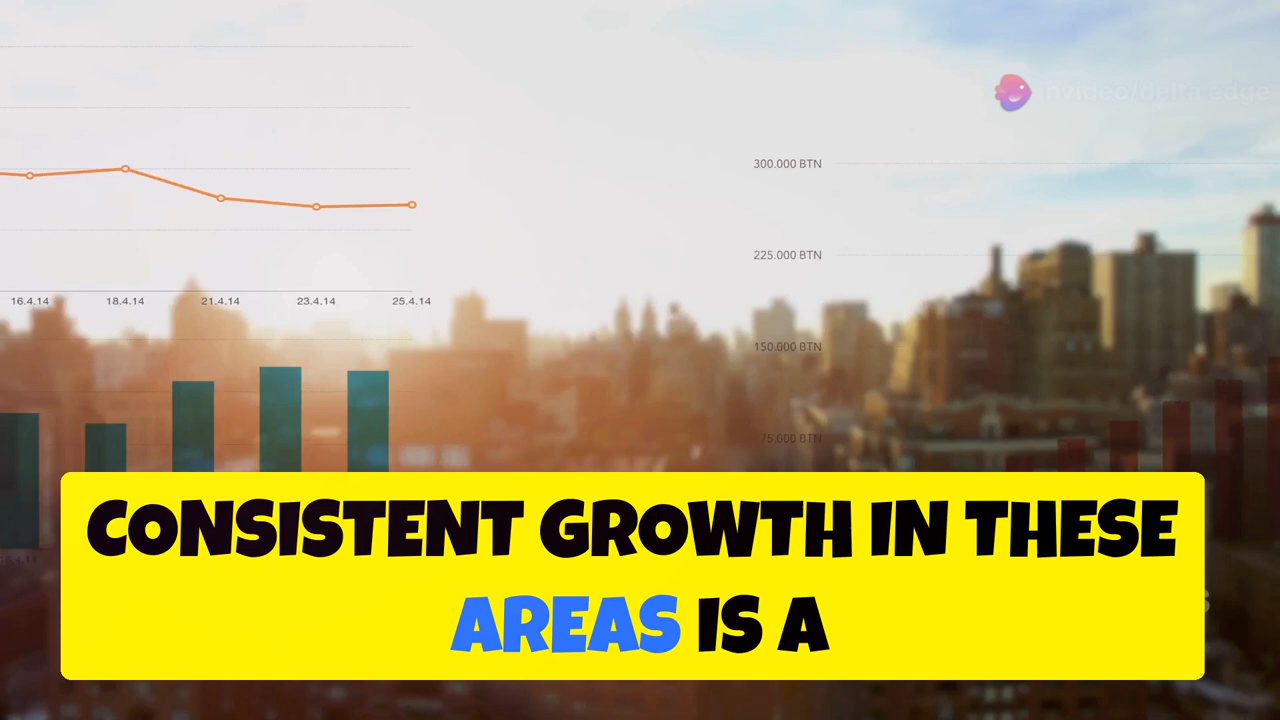 300.000 BTN
225.000 BTN
16.4.14 18.4.14 21.4.14 23.4.14 25.4.14
150.000 BTN
75.000 BTN
CONSISTENT GROWTH IN THESE
AREAS IS A